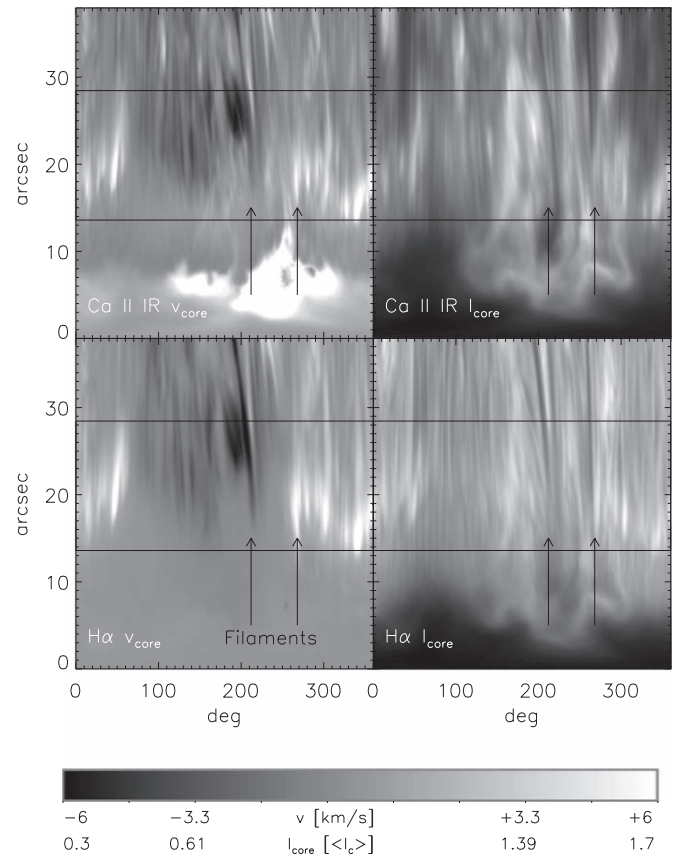 30
20
10
0
arcsec
Ca II IR v_core
Ca II IR I_core
30
20
10
0
arcsec
Hα v_core
Filaments
Hα I_core
0 100 200 300 0 100 200 300
deg deg
−6 −3.3 v [km/s] +3.3 +6
0.3 0.61 I_core [<I_c>] 1.39 1.7